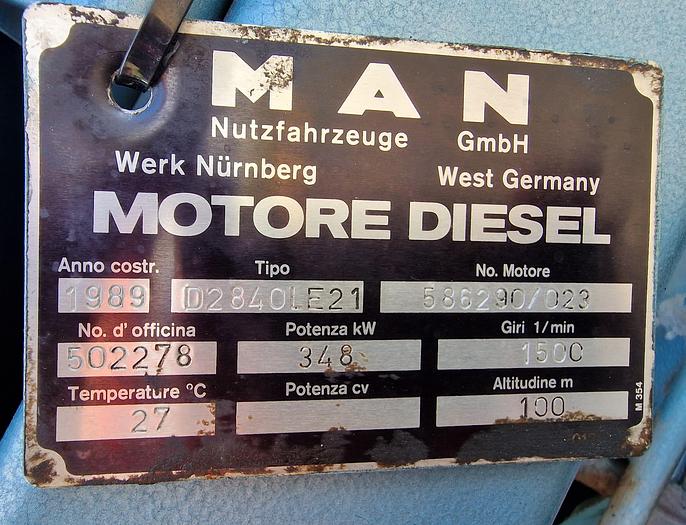 MAN
Nutzfahrzeuge GmbH
Werk Nürnberg West Germany
MOTORE DIESEL
Anno costr. Tipo No. Motore
1989 D2840LE21 586290/023
No. d' officina Potenza kW Giri 1/min
502278 348 1500
Temperature °C Potenza cv Altitudine m
27 100
M 354